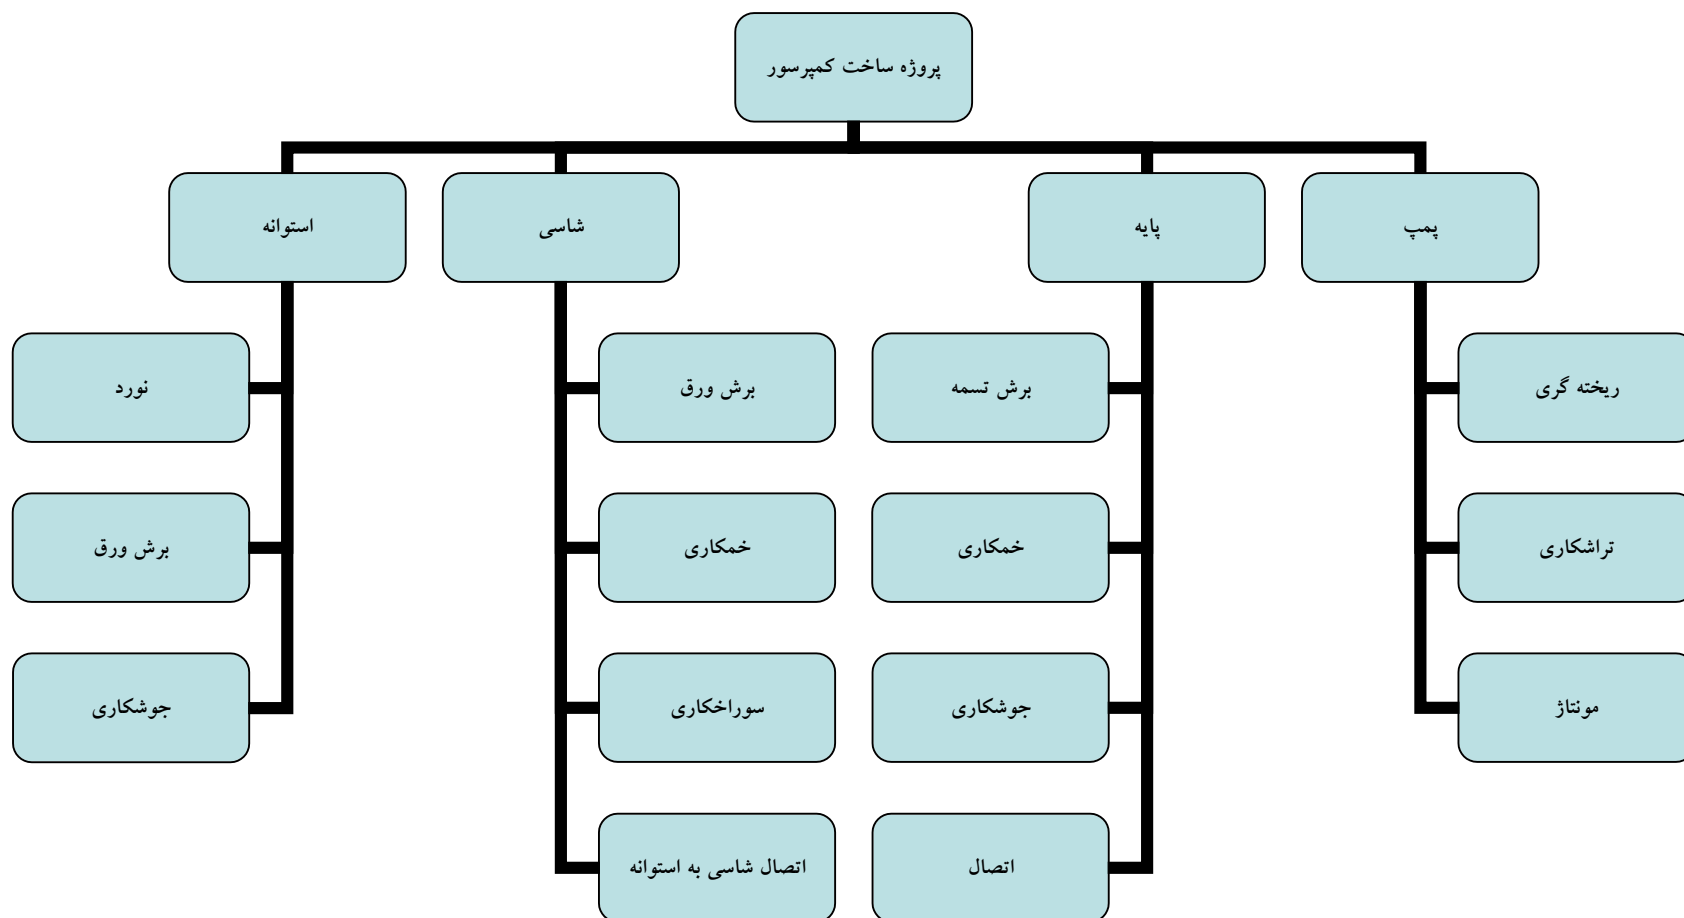 پروژه ساخت کمپرسور
پمپ
پایه
شاسی
استوانه
ریخته گری
برش تسمه
برش ورق
نورد
تراشکاری
خمکاری
خمکاری
برش ورق
مونتاژ
جوشکاری
سوراخکاری
جوشکاری
اتصال
اتصال شاسی به استوانه